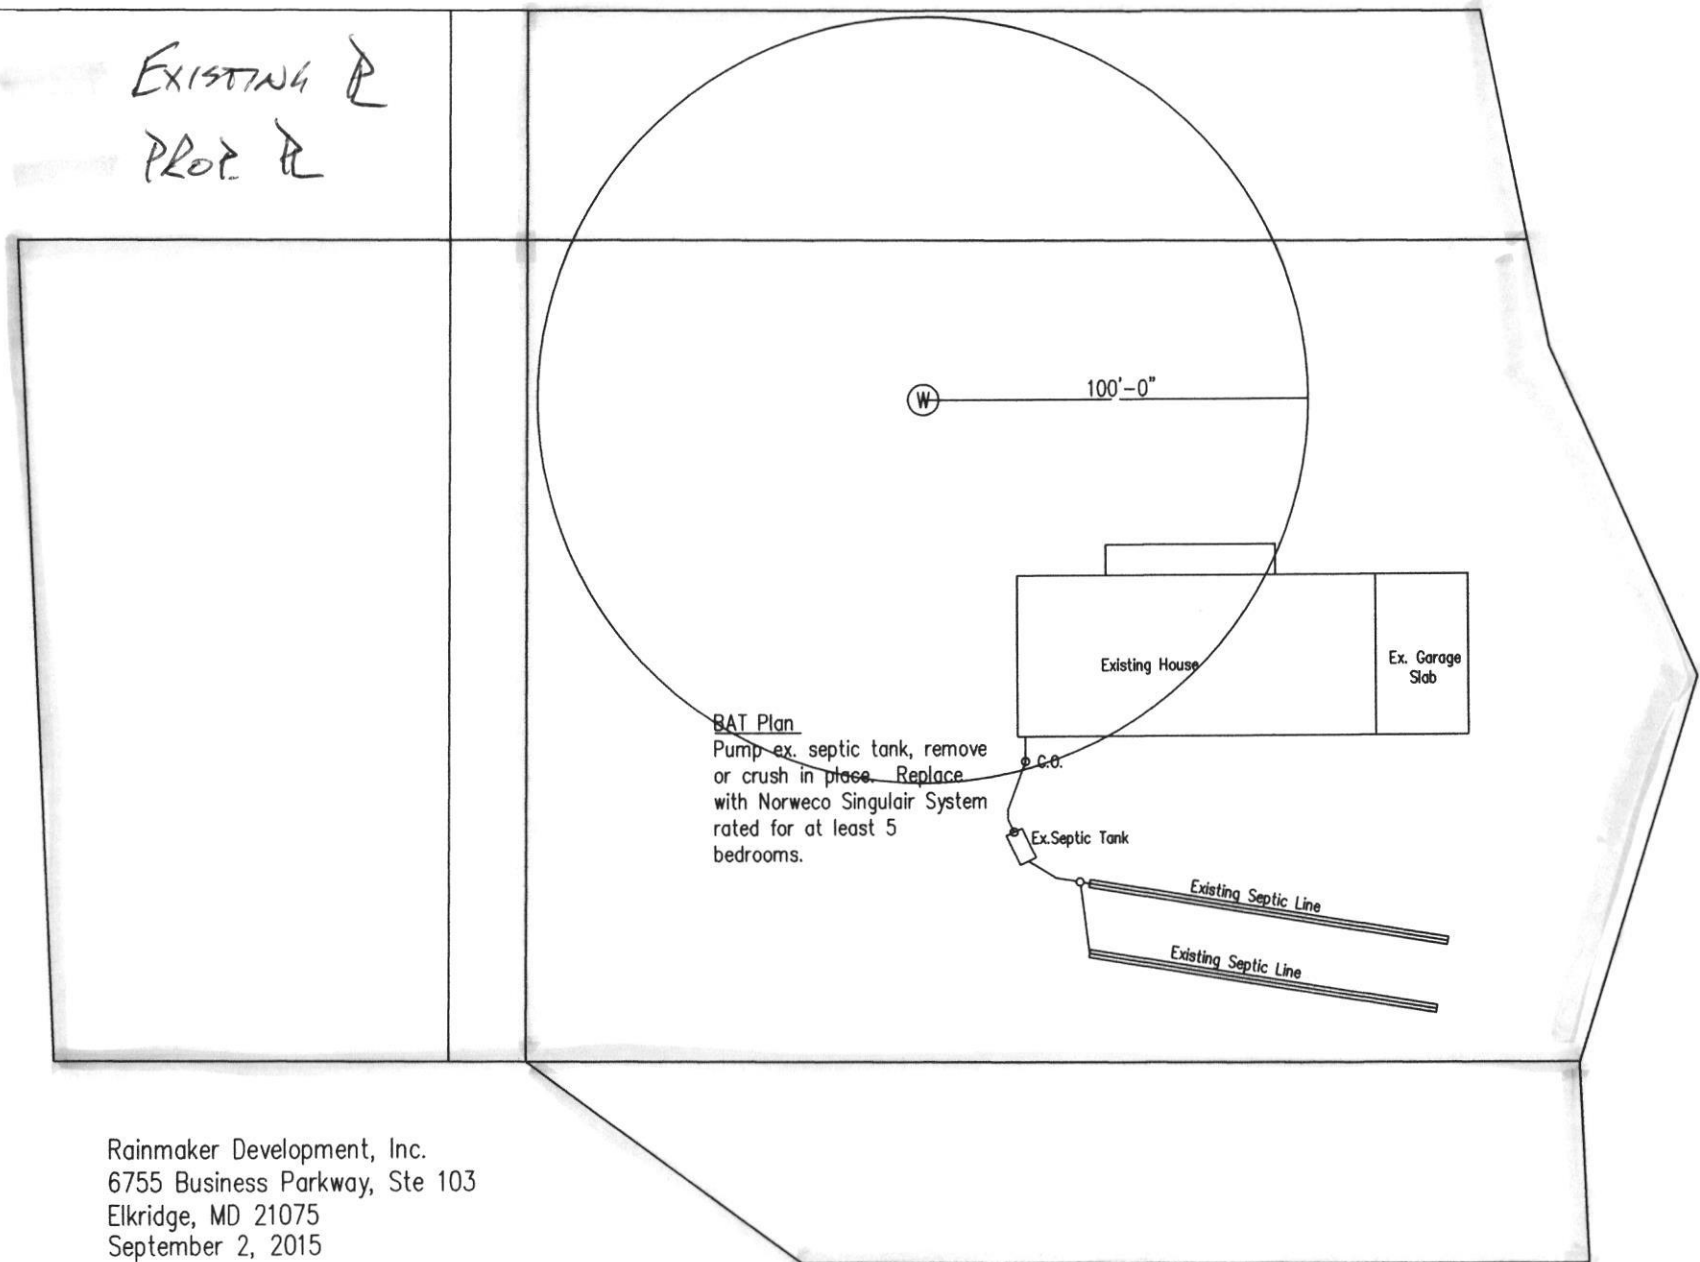 EXISTING PL
PROP. PL
100'-0"
W
Existing House
Ex. Garage
Slab
BAT Plan
Pump ex. septic tank, remove
or crush in place. Replace
with Norweco Singulair System
rated for at least 5
bedrooms.
C.O.
Ex.Septic Tank
Existing Septic Line
Existing Septic Line
Rainmaker Development, Inc.
6755 Business Parkway, Ste 103
Elkridge, MD 21075
September 2, 2015